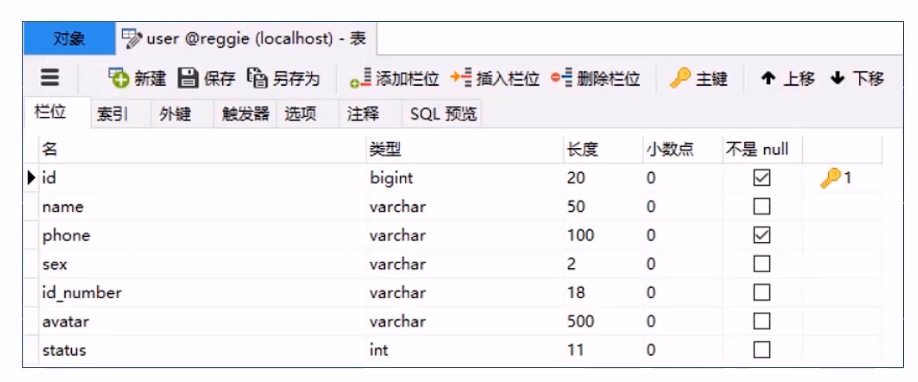 对象 user @reggie (localhost) - 表
新建 保存 另存为 添加栏位 插入栏位 删除栏位 主键 上移 下移
栏位 索引 外键 触发器 选项 注释 SQL 预览
名 类型 长度 小数点 不是 null
id bigint 20 0 1
name varchar 50 0
phone varchar 100 0
sex varchar 2 0
id_number varchar 18 0
avatar varchar 500 0
status int 11 0